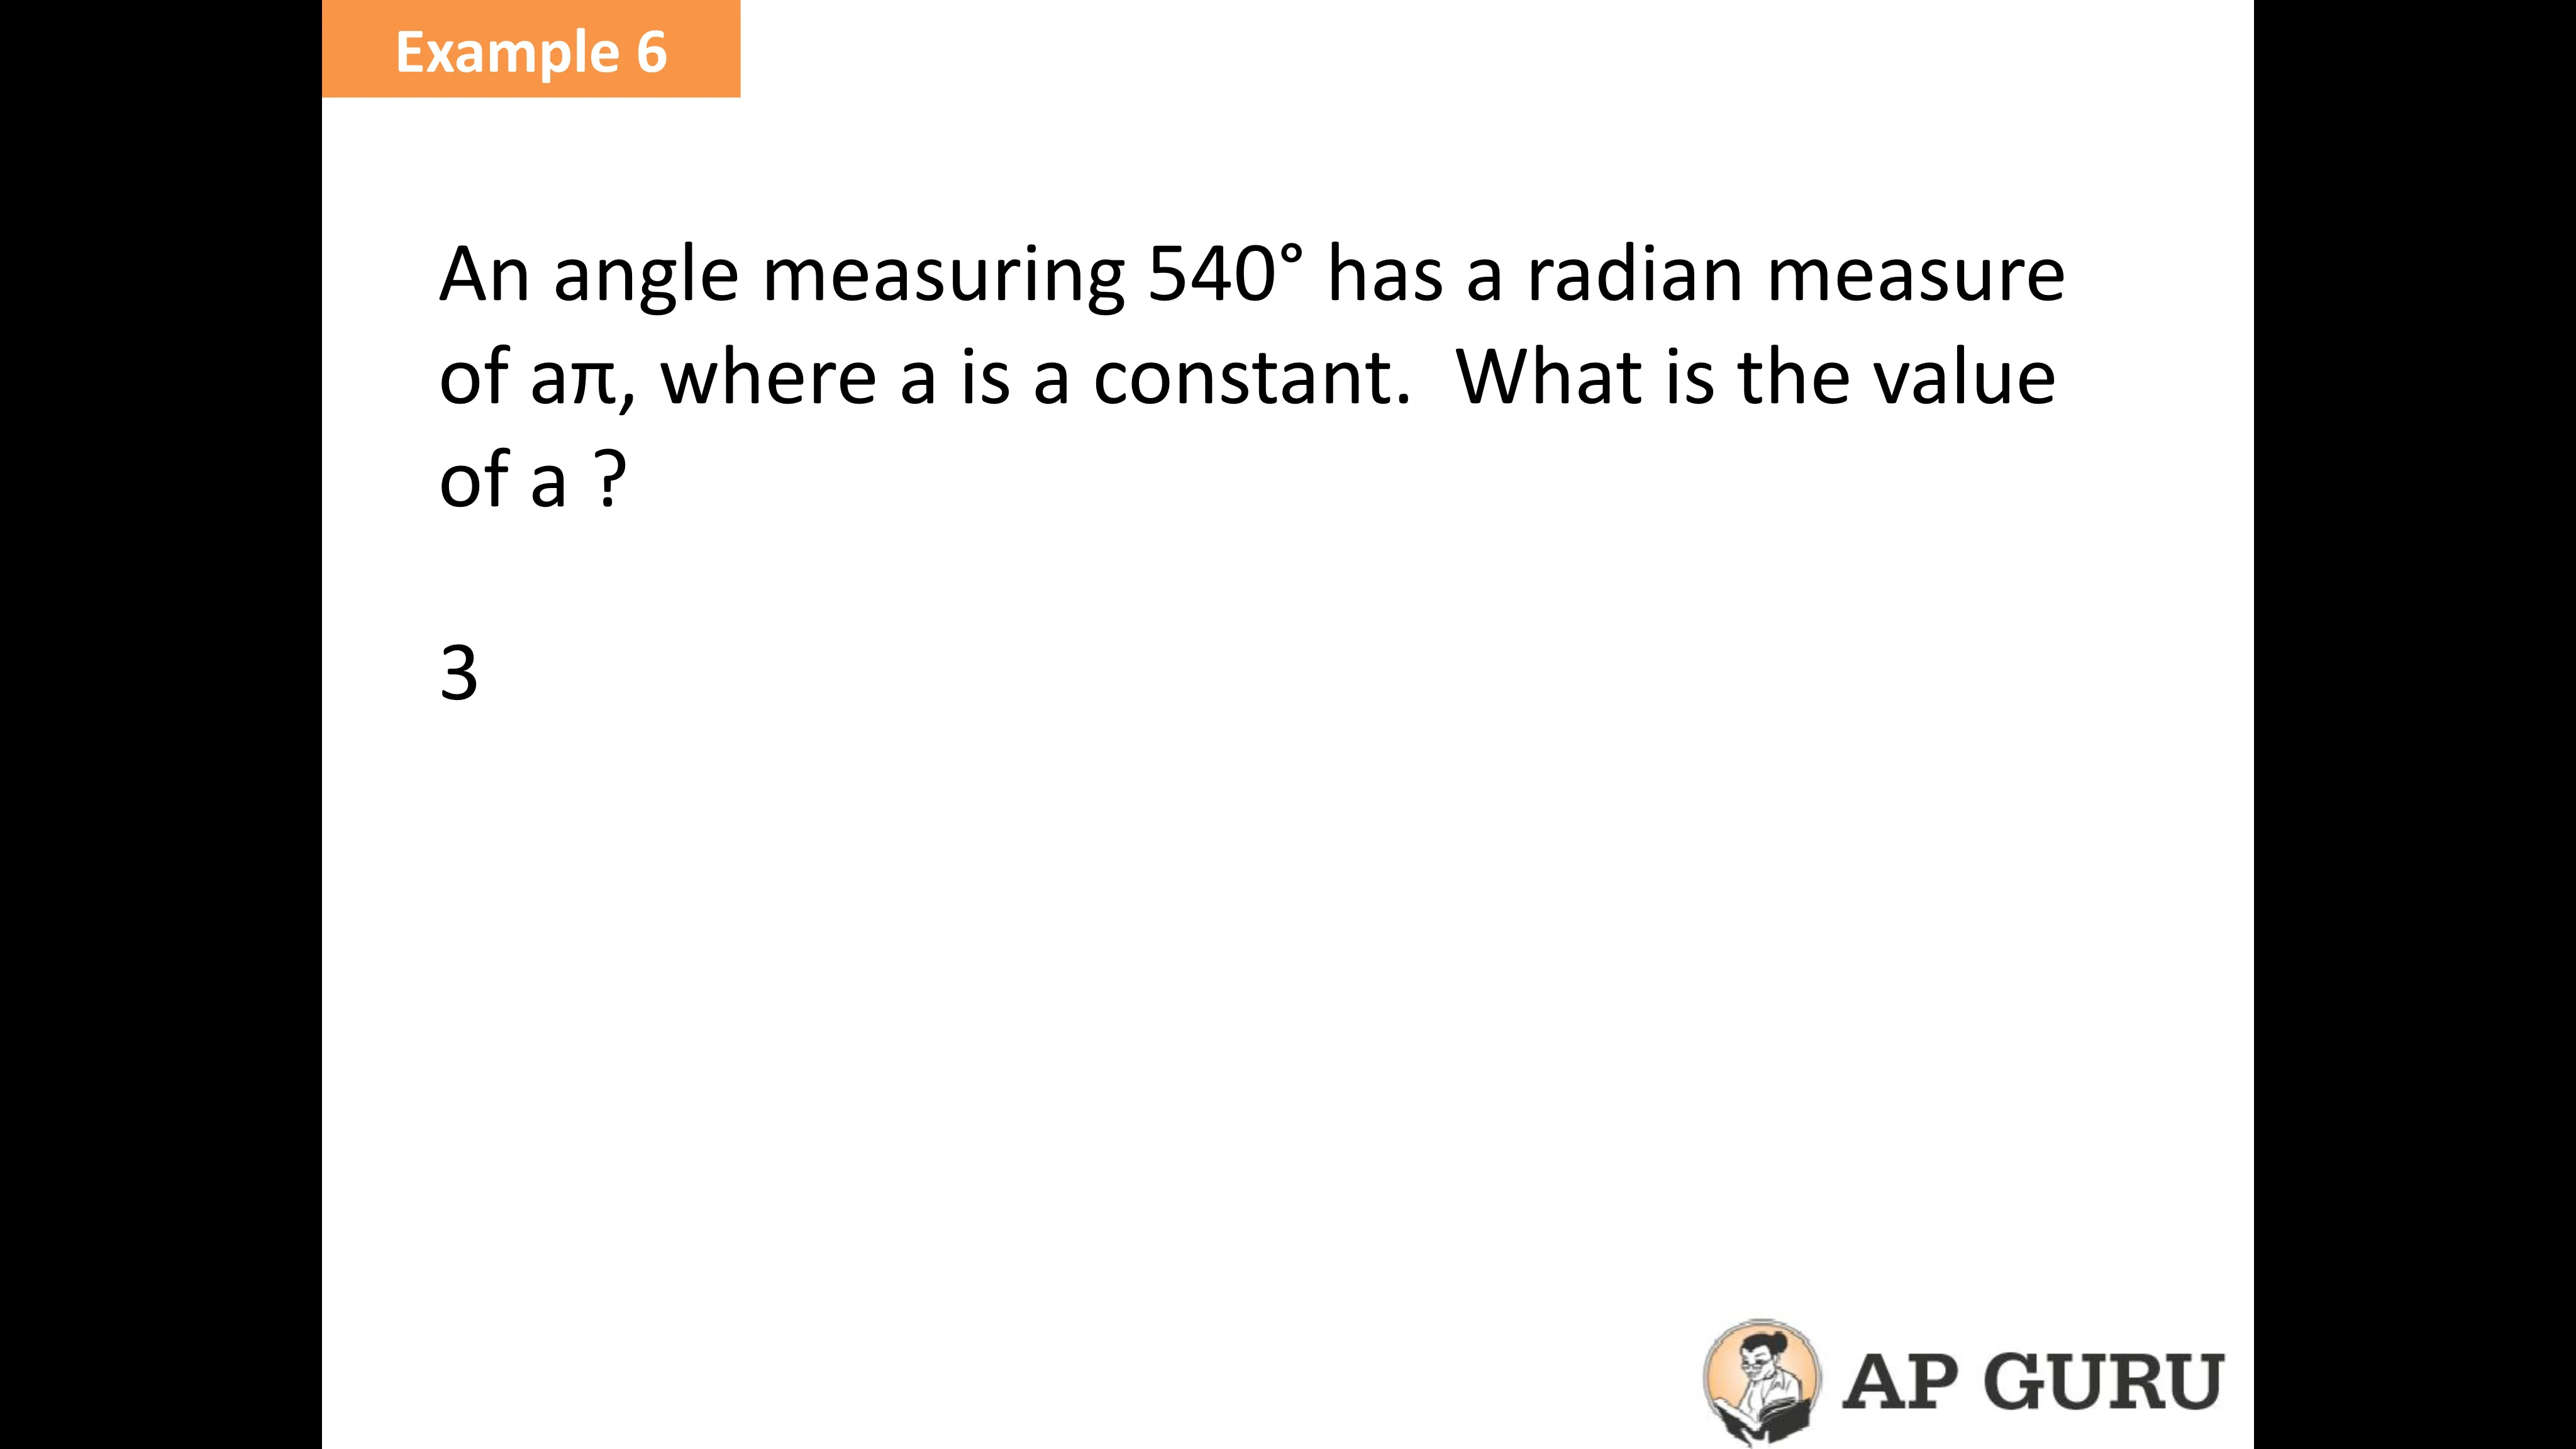 Example 6
An angle measuring 540° has a radian measure
of aπ, where a is a constant.  What is the value
of a ?
3
AP GURU